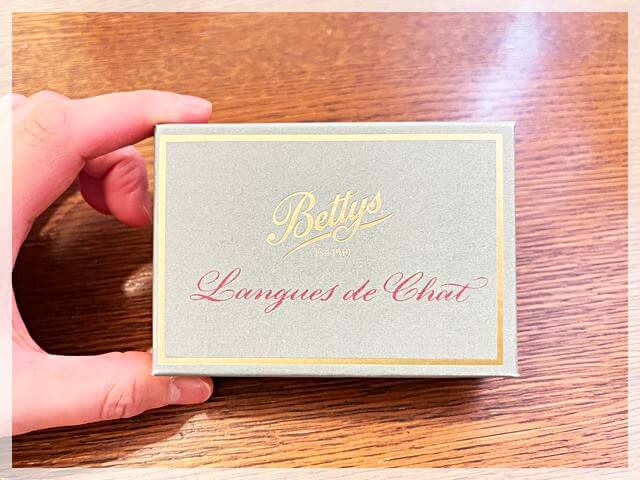 Bettys
EST. 1919
Langues de Chat